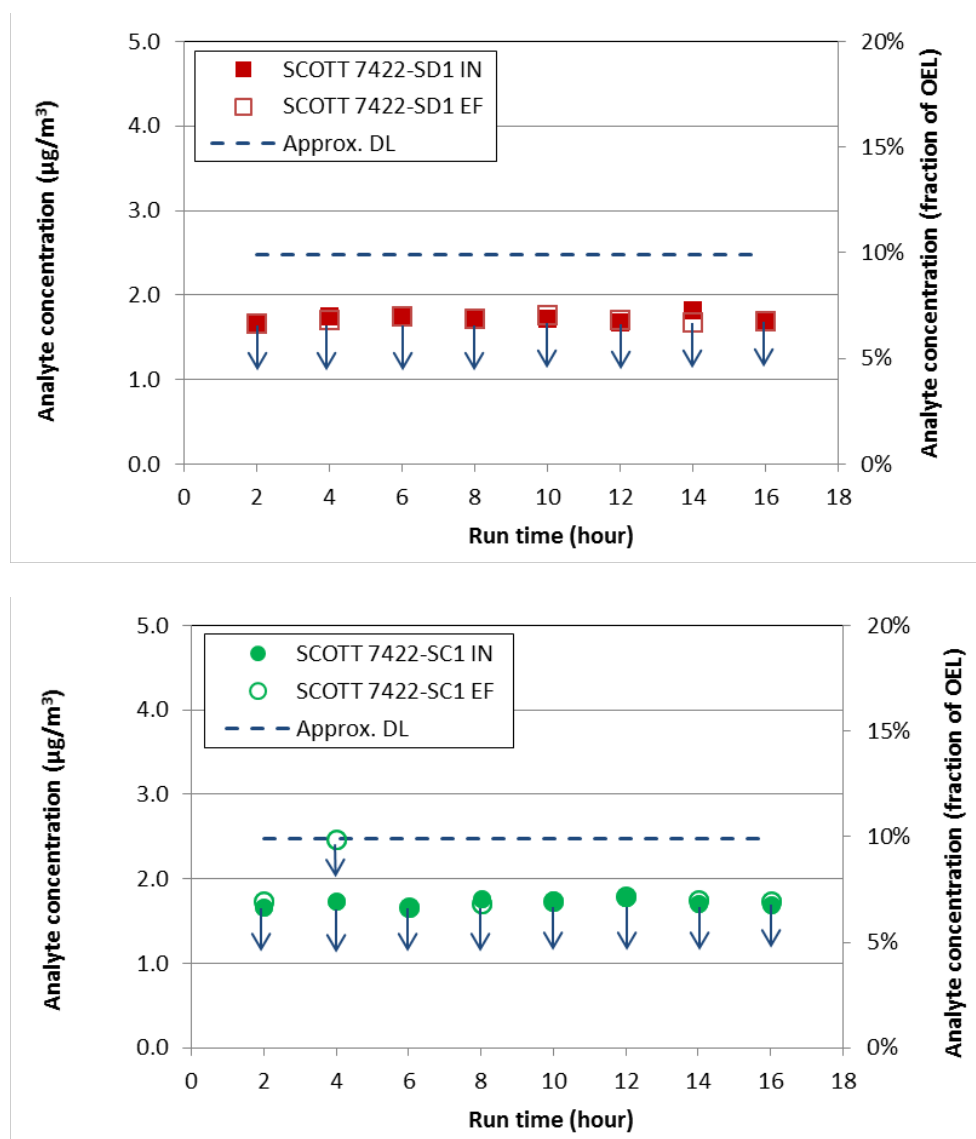 5.0
4.0
3.0
2.0
1.0
0.0
Analyte concentration (µg/m³)
SCOTT 7422-SD1 IN
SCOTT 7422-SD1 EF
Approx. DL
20%
15%
10%
5%
0%
Analyte concentration (fraction of OEL)
0 2 4 6 8 10 12 14 16 18
Run time (hour)
5.0
4.0
3.0
2.0
1.0
0.0
Analyte concentration (µg/m³)
SCOTT 7422-SC1 IN
SCOTT 7422-SC1 EF
Approx. DL
20%
15%
10%
5%
0%
Analyte concentration (fraction of OEL)
0 2 4 6 8 10 12 14 16 18
Run time (hour)